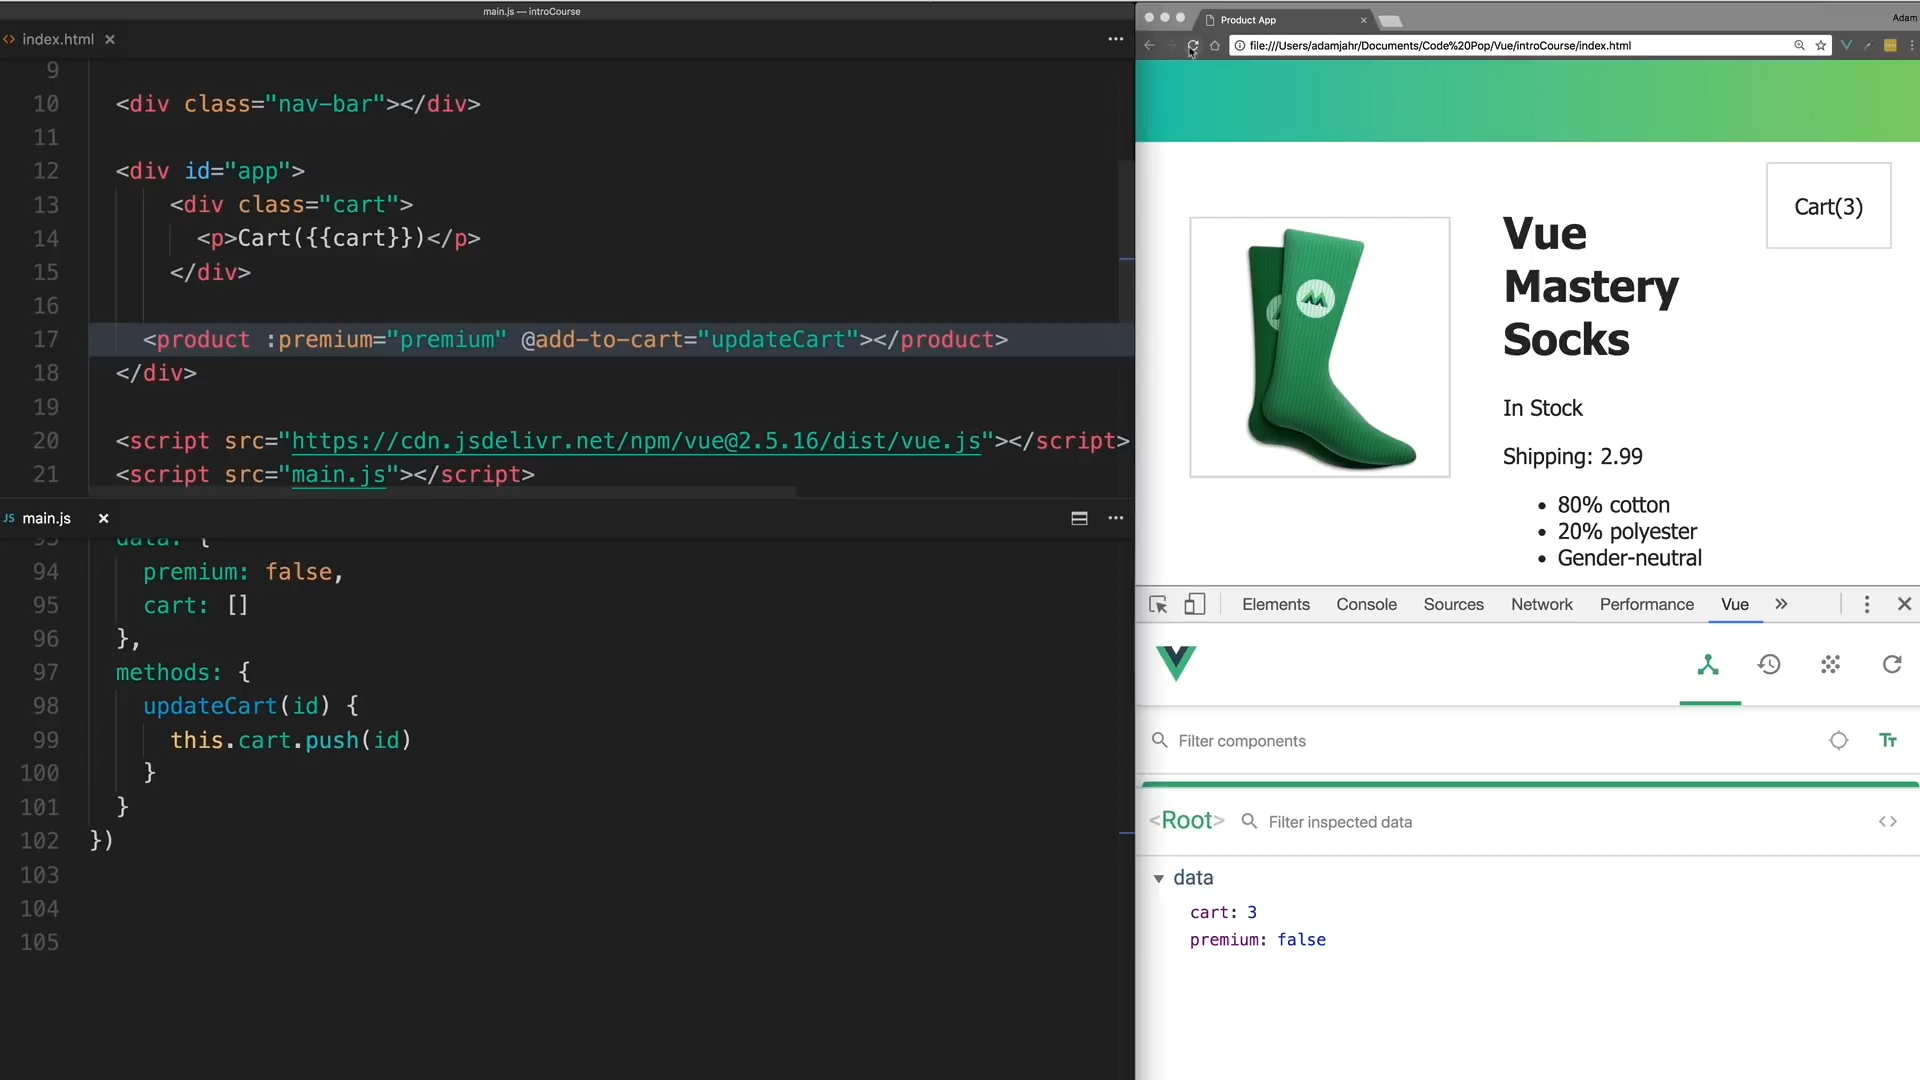 main.js — introCourse
index.html
9
10 <div class="nav-bar"></div>
11
12 <div id="app">
13 <div class="cart">
14 <p>Cart({{cart}})</p>
15 </div>
16
17 <product :premium="premium" @add-to-cart="updateCart"></product>
18 </div>
19
20 <script src="https://cdn.jsdelivr.net/npm/vue@2.5.16/dist/vue.js"></script>
21 <script src="main.js"></script>
JS main.js
93 data: {
94 premium: false,
95 cart: []
96 },
97 methods: {
98 updateCart(id) {
99 this.cart.push(id)
100 }
101 }
102 })
103
104
105
Product App
Adam
file:///Users/adamjahr/Documents/Code%20Pop/Vue/introCourse/index.html
Cart(3)
Vue
Mastery
Socks
In Stock
Shipping: 2.99
• 80% cotton
• 20% polyester
• Gender-neutral
Elements Console Sources Network Performance Vue »
Filter components
Tт
<Root> Filter inspected data
data
cart: 3
premium: false